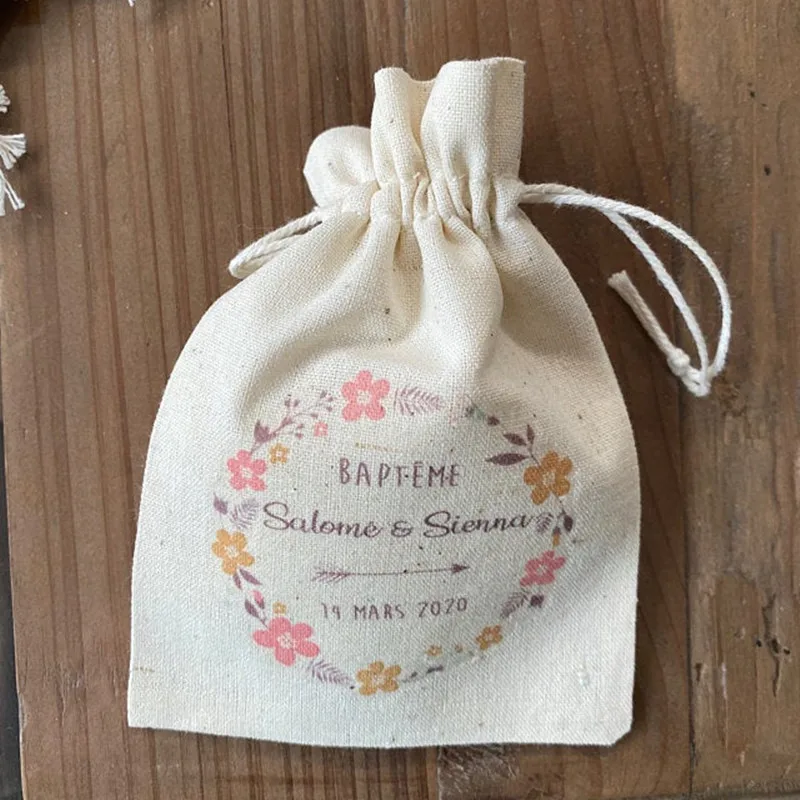 BAPTÊME
Salomé & Sienna
14 MARS 2020